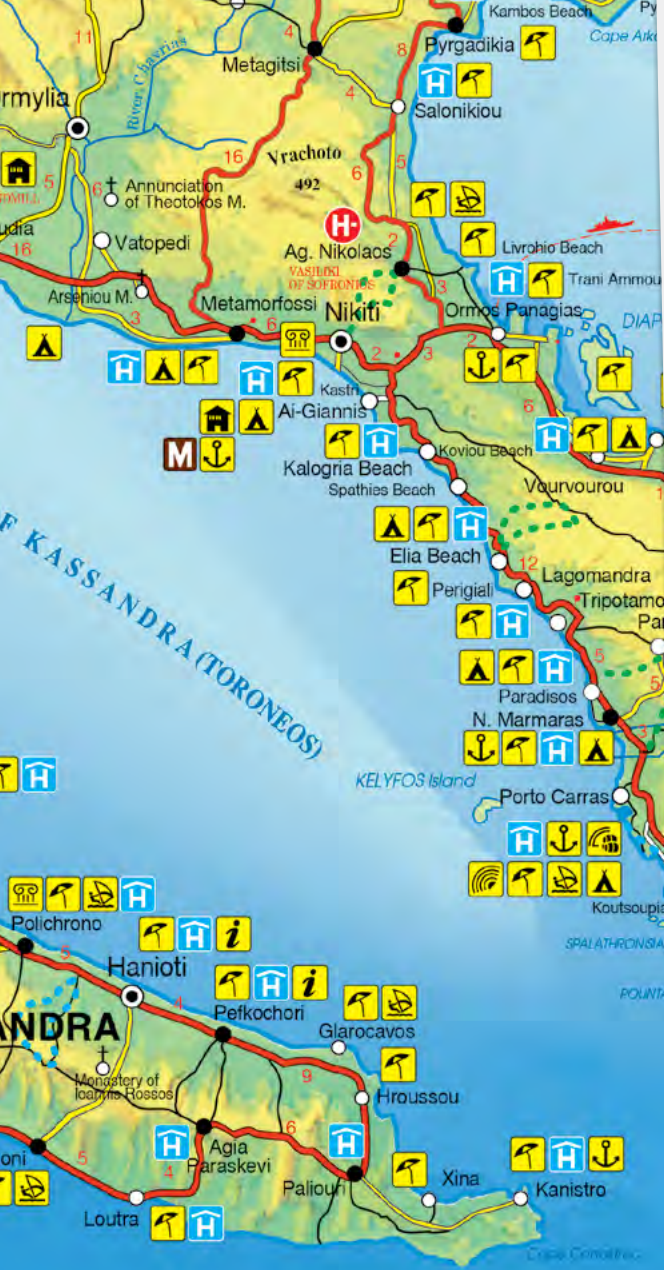 Kambos Beach
Py
Cape Arko
11
4
Pyrgadikia
8
Metagitsi
River Chavrias
H
4
rmylia
Salonikiou
16
Vrachoto
492
5
6
5
6
Annunciation
of Theotokos M.
H+
2
Livrohio Beach
udia
16
Vatopedi
Ag. Nikolaos
VASILIKI
OF SOFRONIOS
H
Trani Ammou
3
Arseniou M.
Metamorfossi
Nikiti
Ormos Panagias
DIAP
3
6
2
3
2
H
H
Kastri
Ai-Giannis
6
H
H
M
Kalogria Beach
Koviou Beach
Spathies Beach
Vourvourou
1
H
F KASSANDRA (TORONEOS)
Elia Beach
12
Lagomandra
Perigiali
Tripotamo
H
Par
5
H
5
Paradisos
N. Marmaras
3
H
H
KELYFOS Island
Porto Carras
H
Koutsoupia
H
Polichrono
H
i
SPALATHRONSIA
5
Hanioti
H
i
POUNTA
4
ANDRA
Pefkochori
Glarocavos
Monastery of
Ioannis Rossos
9
Hroussou
6
H
Agia
Paraskevi
H
oni
5
4
Paliouri
H
Xina
Kanistro
Loutra
H